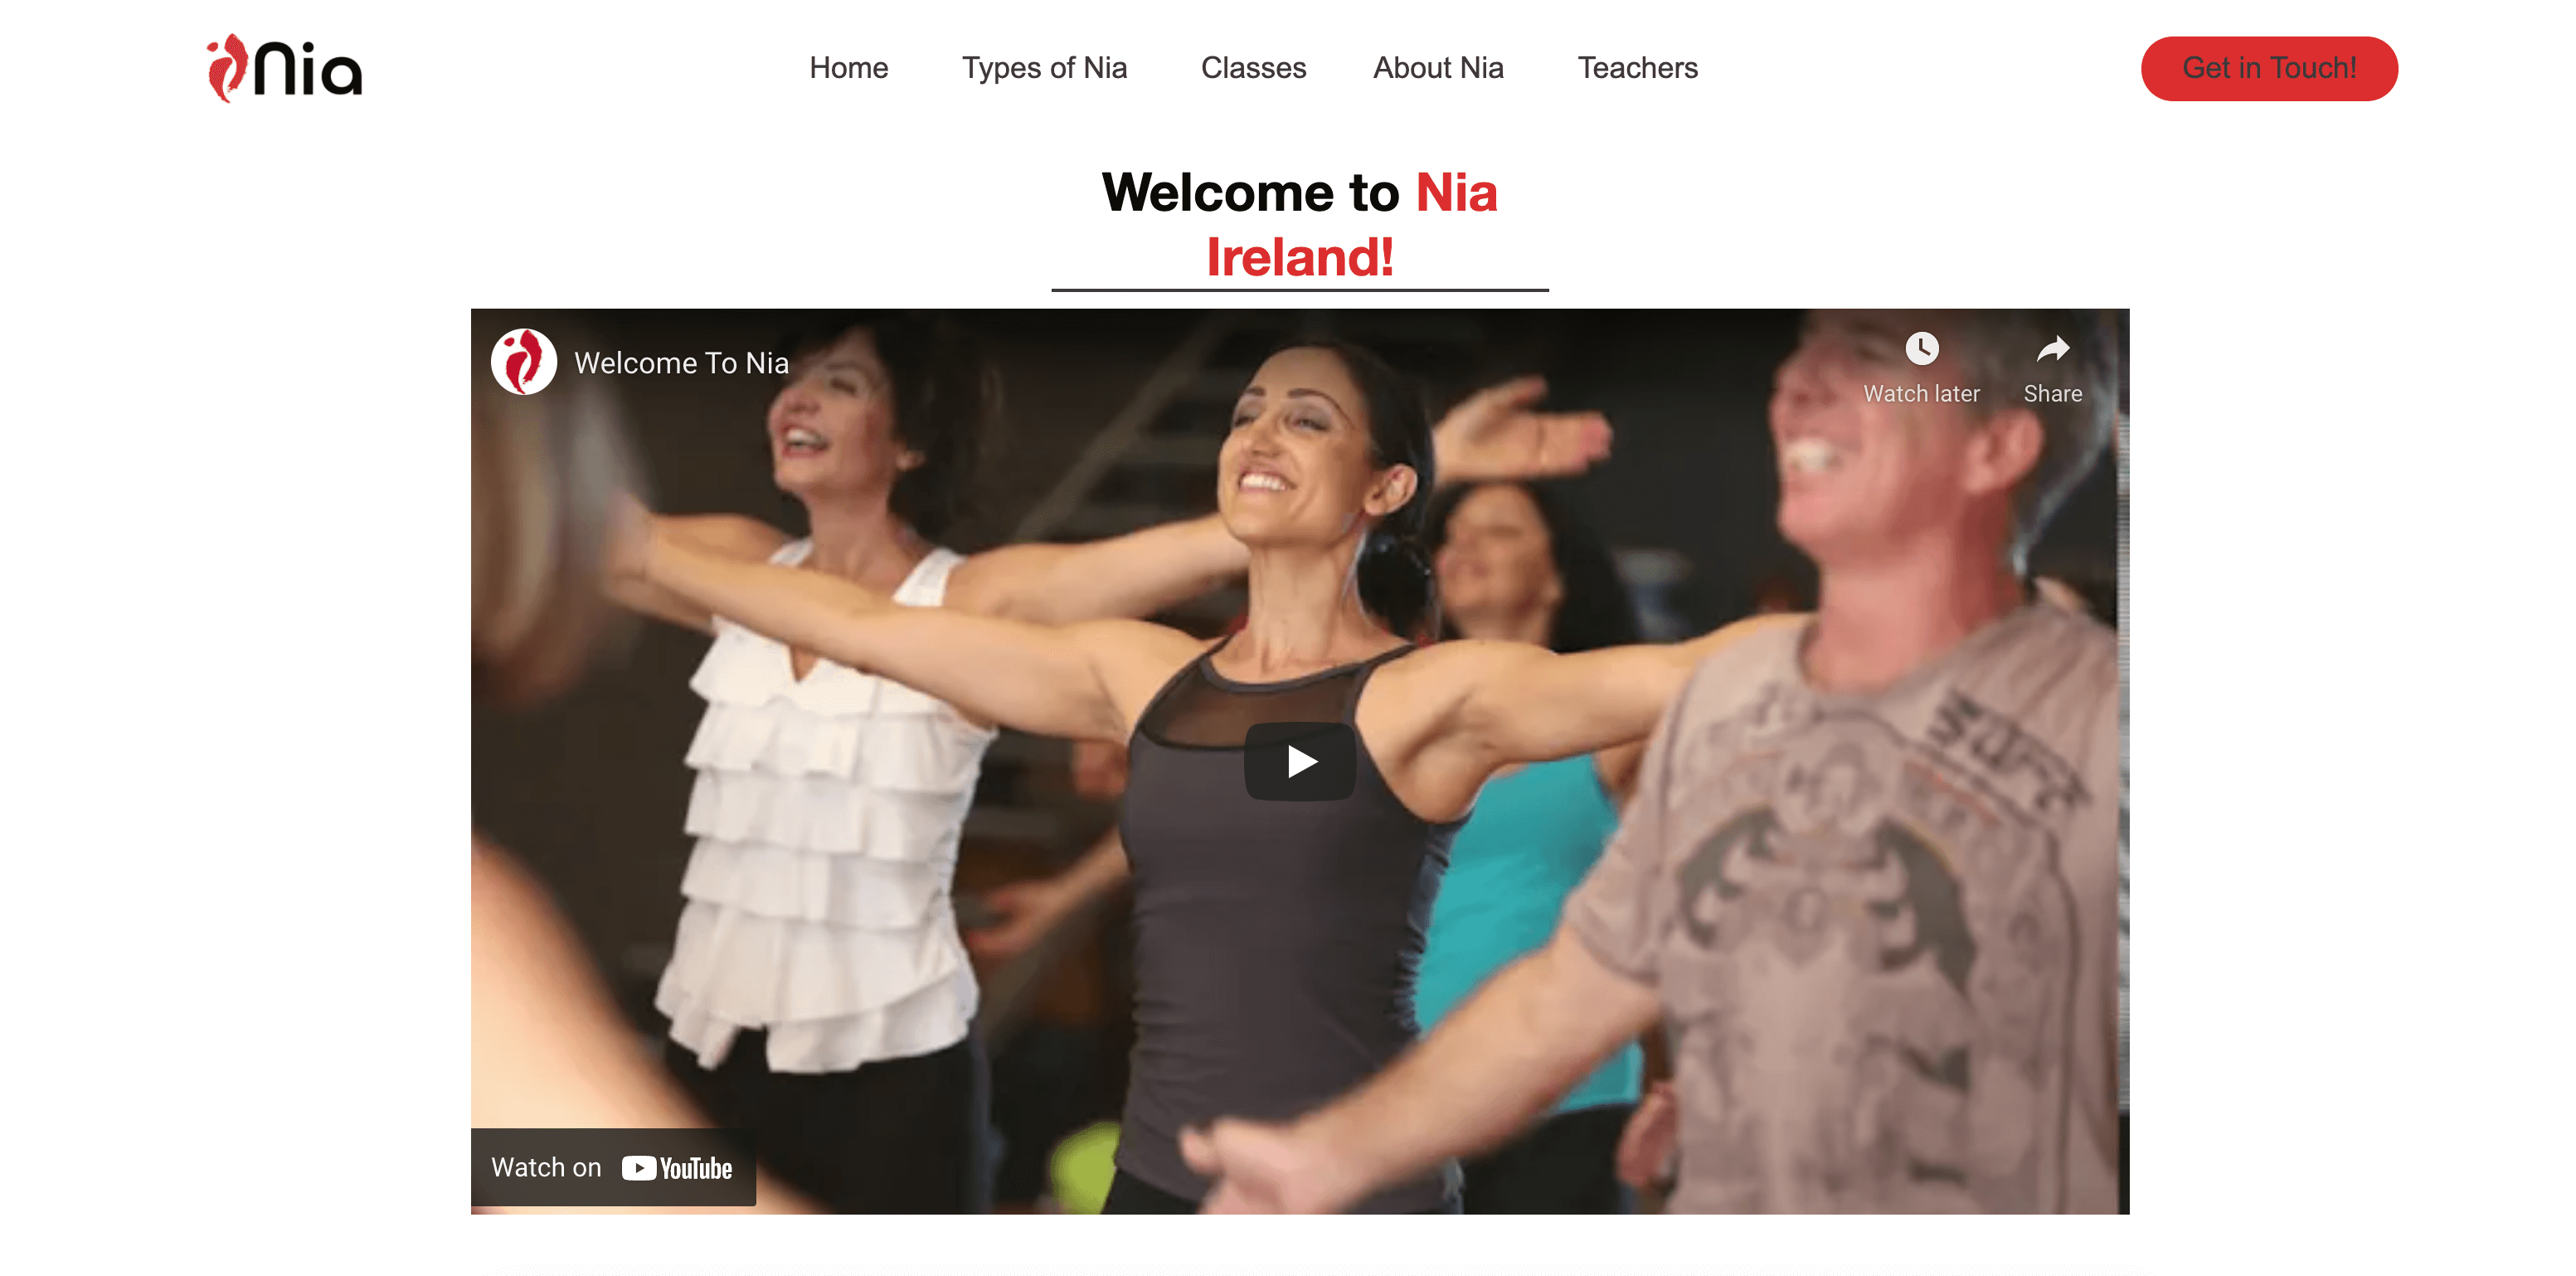 Nia
Home
Types of Nia
Classes
About Nia
Teachers
Get in Touch!
Welcome to Nia
Ireland!
Welcome To Nia
Watch later
Share
Watch on YouTube